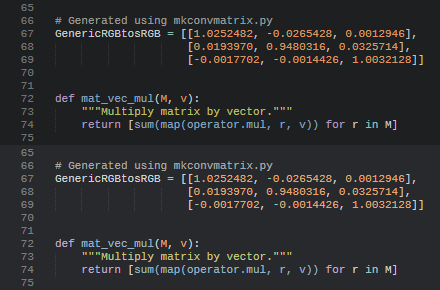 65
66 # Generated using mkconvmatrix.py
67 GenericRGBtosRGB = [[1.0252482, -0.0265428, 0.0012946],
68 [0.0193970, 0.9480316, 0.0325714],
69 [-0.0017702, -0.0014426, 1.0032128]]
70
71
72 def mat_vec_mul(M, v):
73 """Multiply matrix by vector."""
74 return [sum(map(operator.mul, r, v)) for r in M]
75
65
66 # Generated using mkconvmatrix.py
67 GenericRGBtosRGB = [[1.0252482, -0.0265428, 0.0012946],
68 [0.0193970, 0.9480316, 0.0325714],
69 [-0.0017702, -0.0014426, 1.0032128]]
70
71
72 def mat_vec_mul(M, v):
73 """Multiply matrix by vector."""
74 return [sum(map(operator.mul, r, v)) for r in M]
75